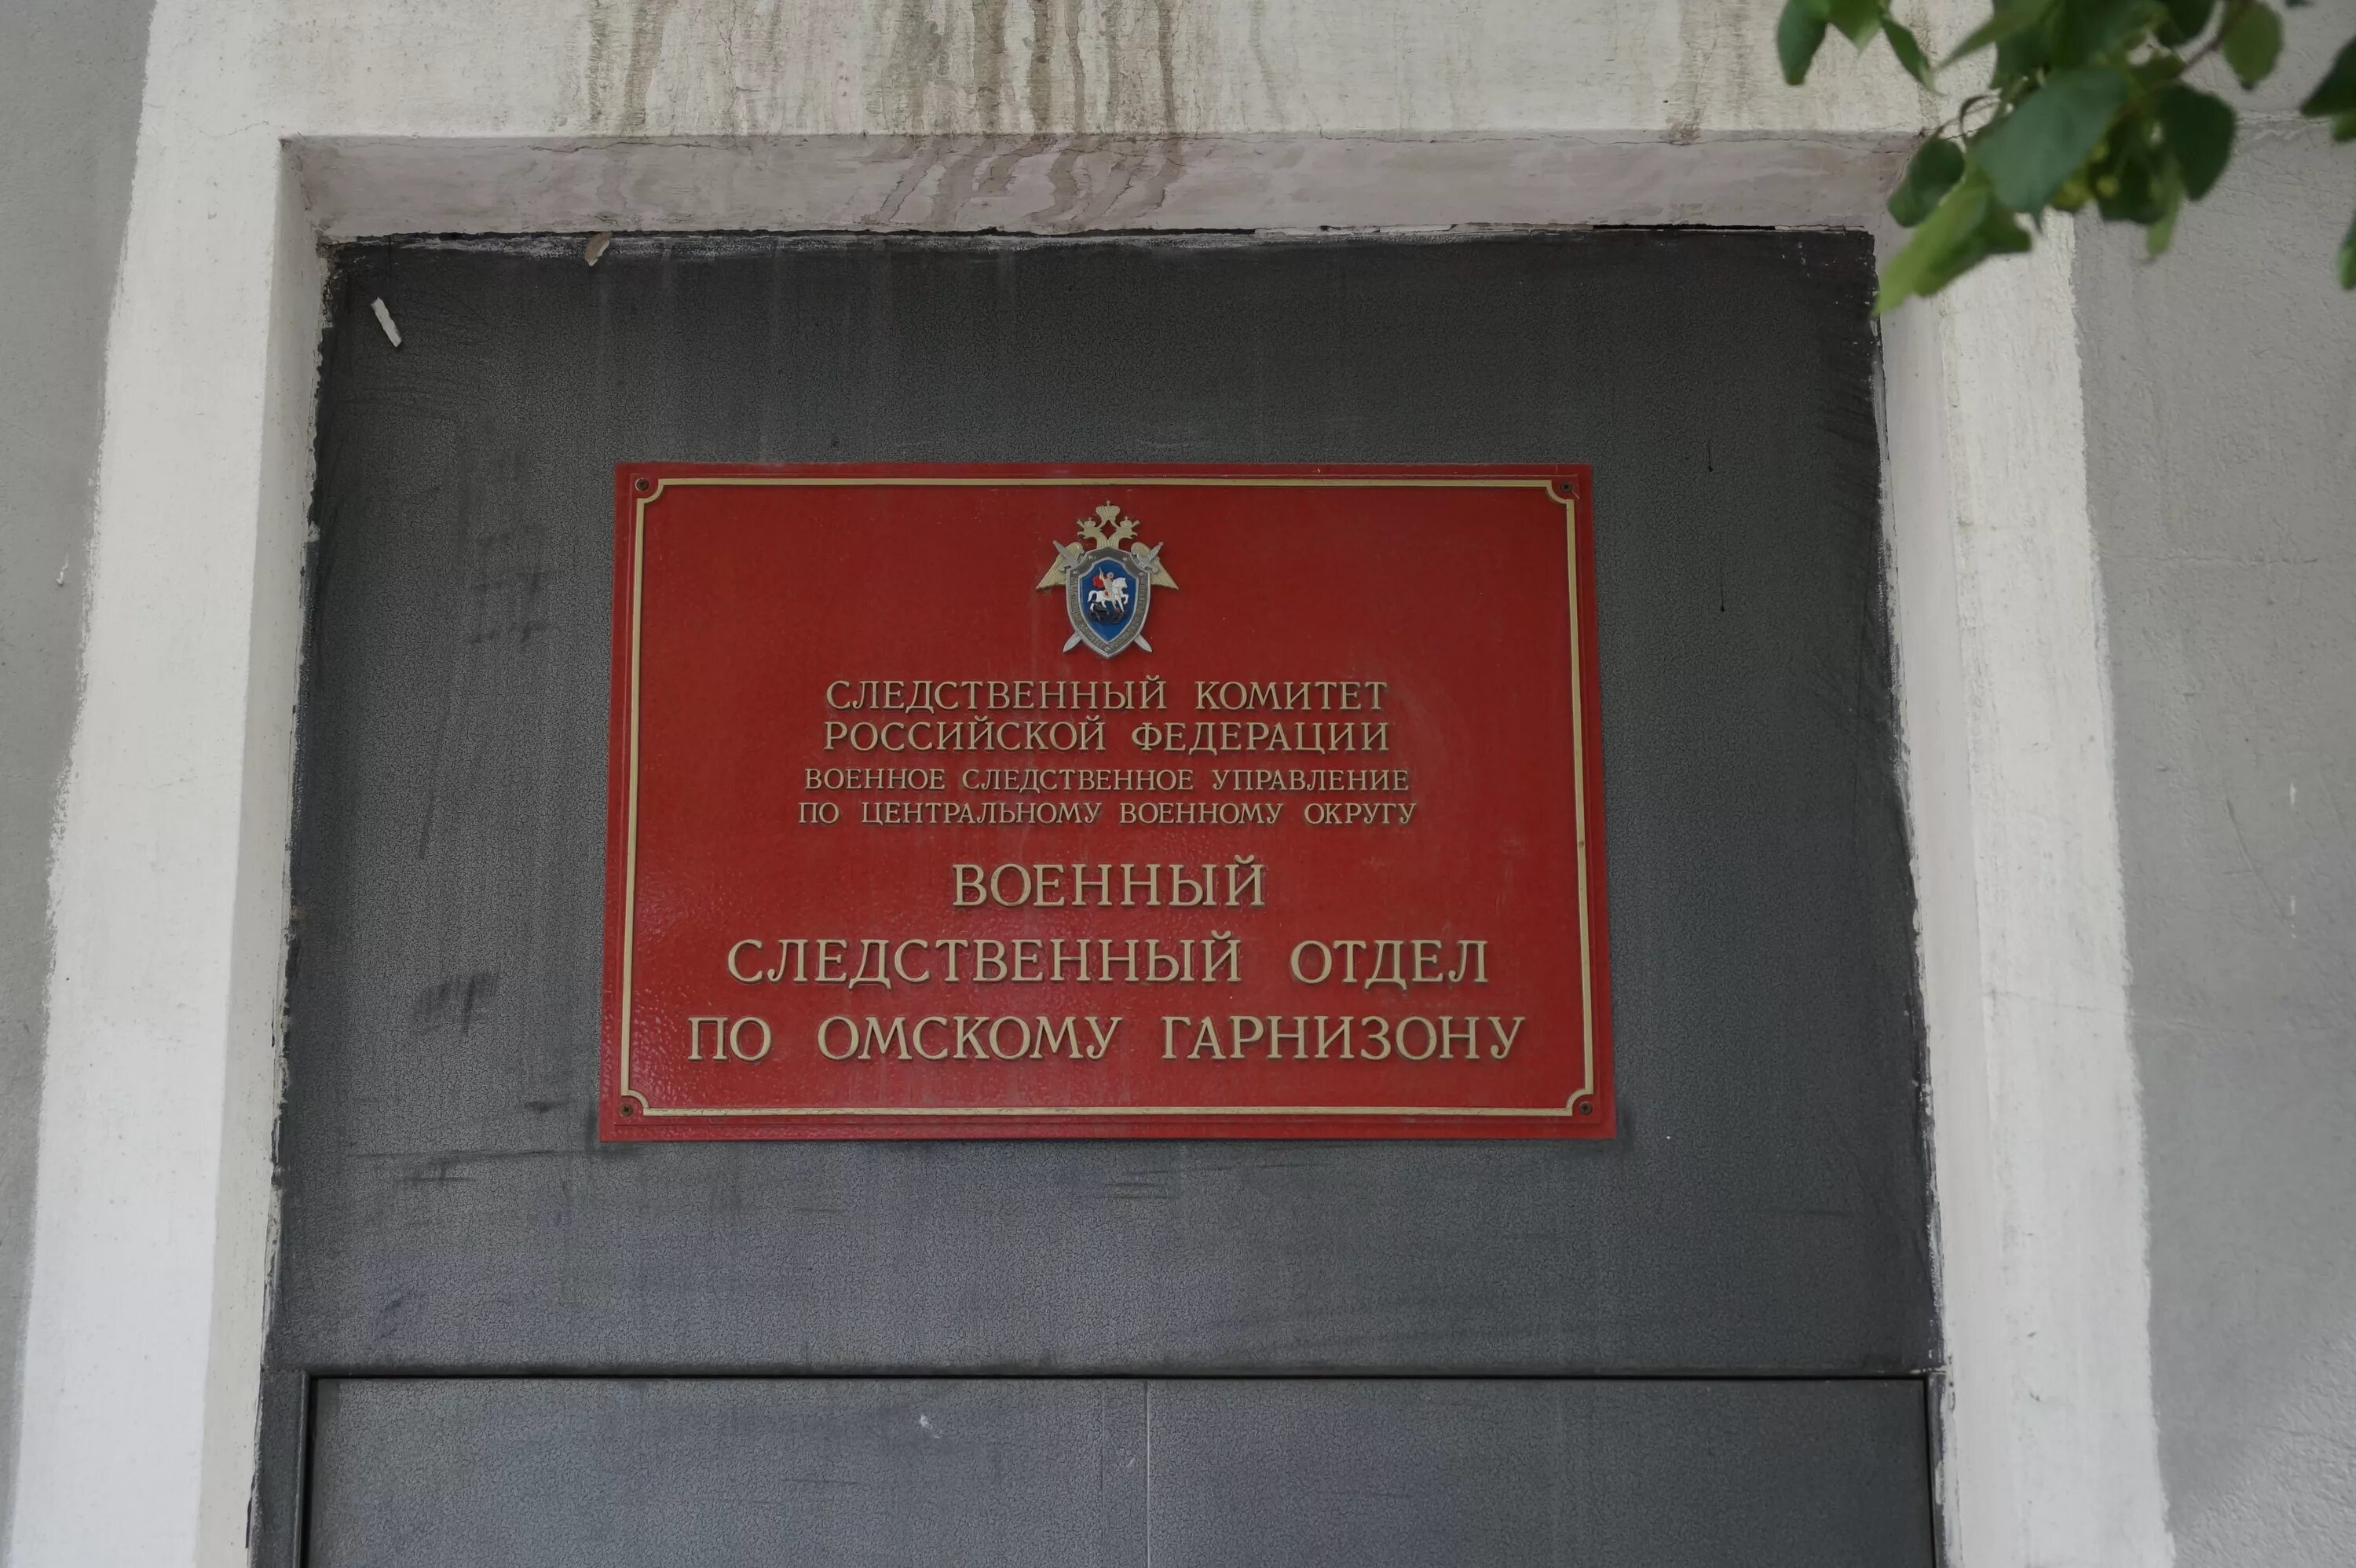 СЛЕДСТВЕННЫЙ КОМИТЕТ
РОССИЙСКОЙ ФЕДЕРАЦИИ
ВОЕННОЕ СЛЕДСТВЕННОЕ УПРАВЛЕНИЕ
ПО ЦЕНТРАЛЬНОМУ ВОЕННОМУ ОКРУГУ
ВОЕННЫЙ
СЛЕДСТВЕННЫЙ ОТДЕЛ
ПО ОМСКОМУ ГАРНИЗОНУ